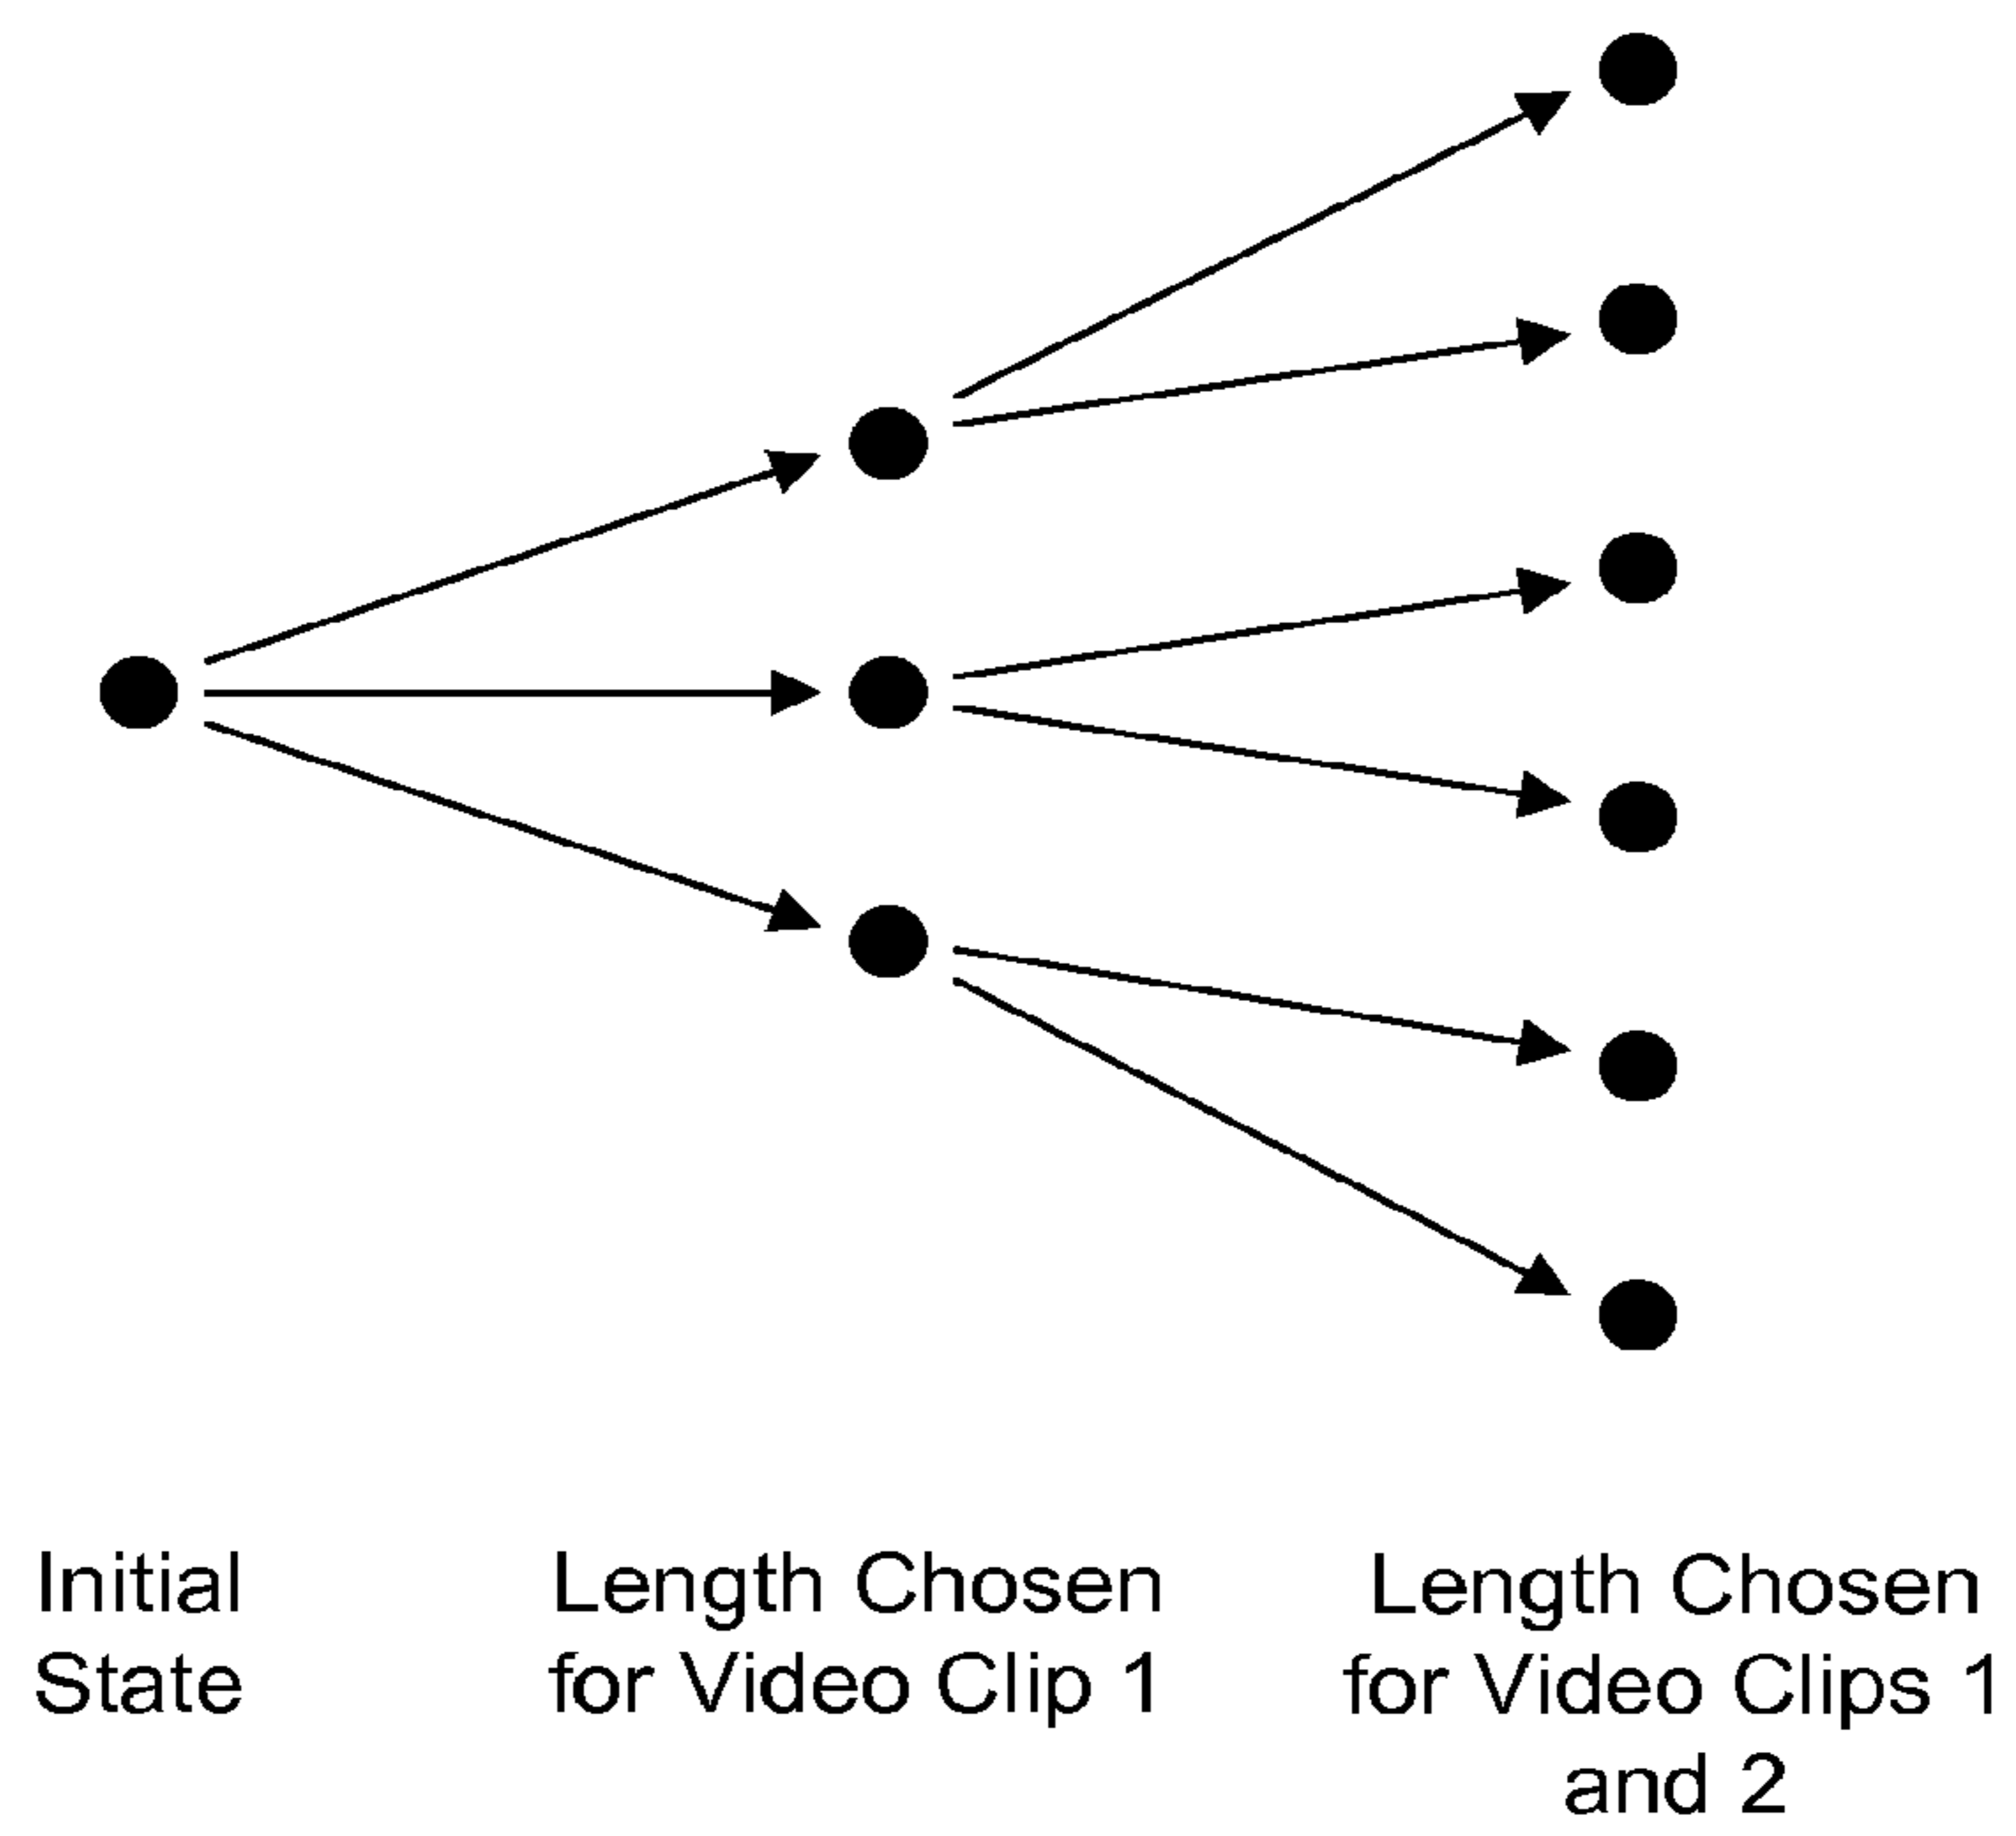 Initial
State
Length Chosen
for Video Clip 1
Length Chosen
for Video Clips 1
and 2